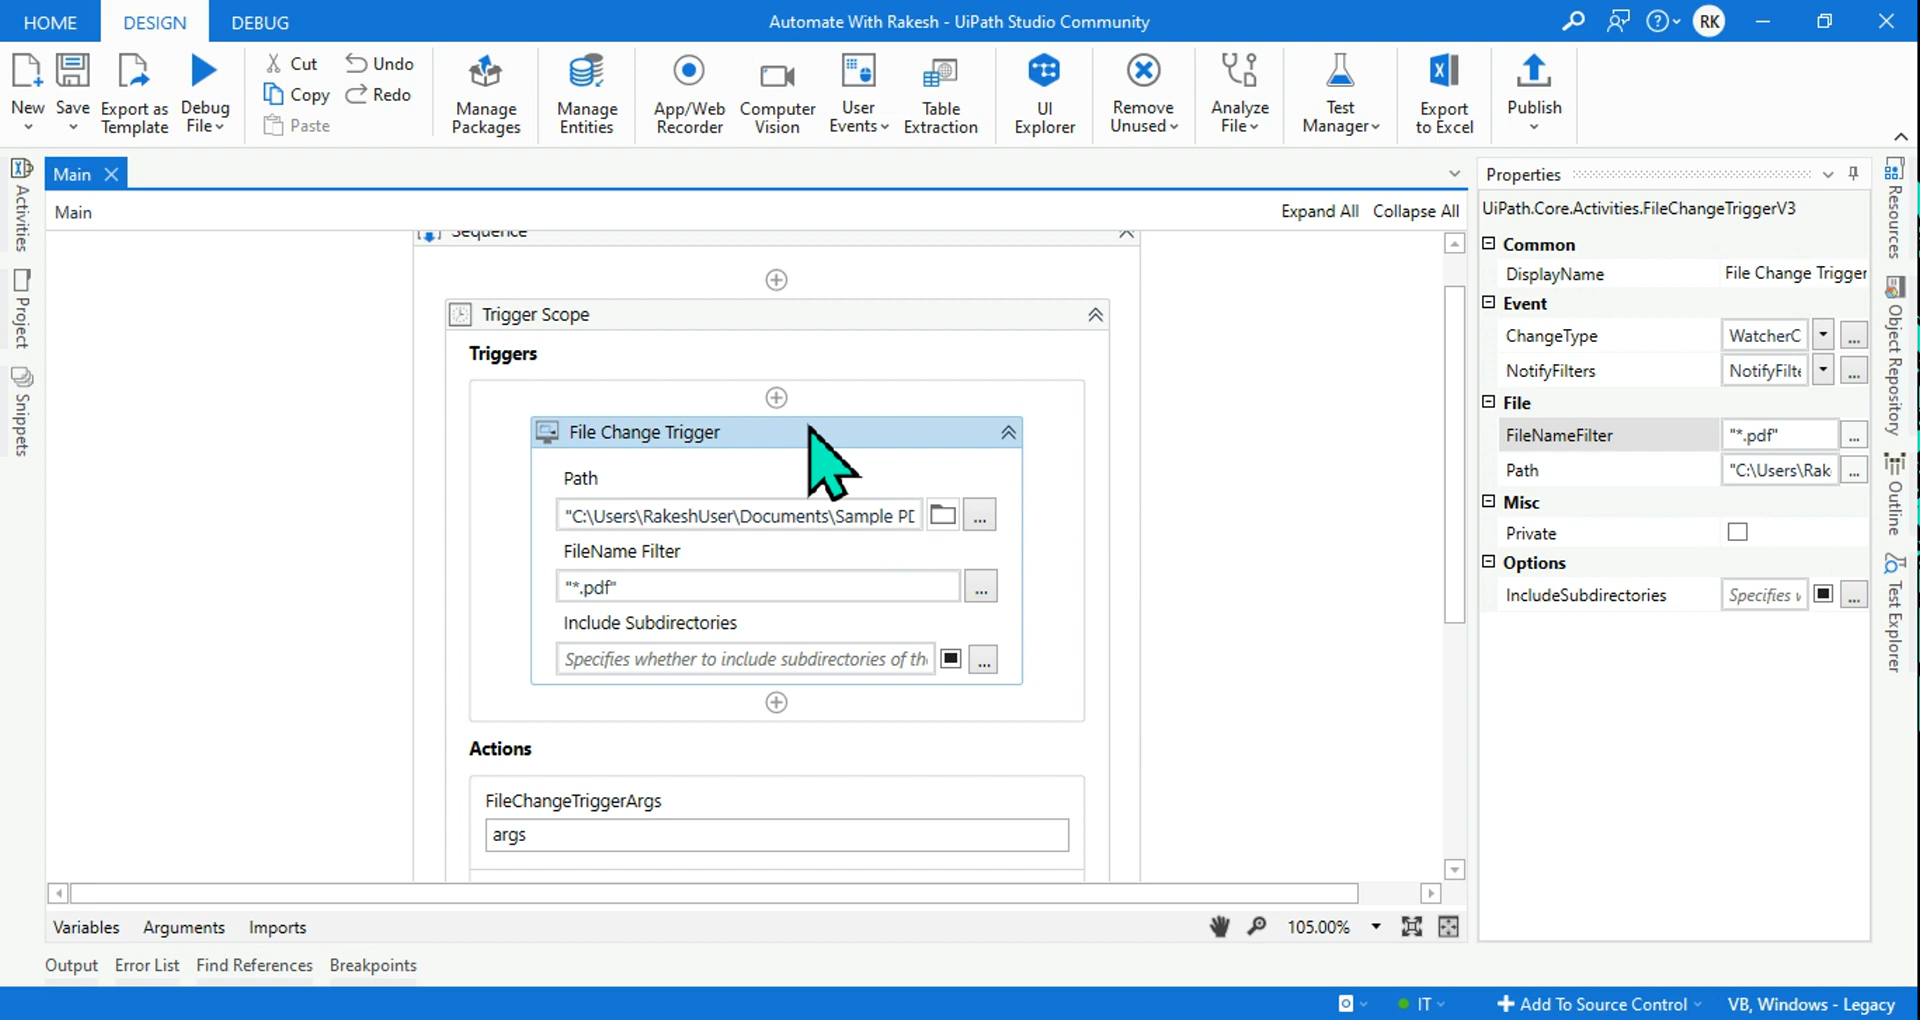 HOME DESIGN DEBUG Automate With Rakesh - UiPath Studio Community RK
New Save Export as Template Debug File Cut Copy Paste Undo Redo Manage Packages Manage Entities App/Web Recorder Computer Vision User Events Table Extraction UI Explorer Remove Unused Analyze File Test Manager Export to Excel Publish
Main
Main Expand All Collapse All
Sequence
Trigger Scope
Triggers
File Change Trigger
Path
"C:\Users\RakeshUser\Documents\Sample PD
...
FileName Filter
"*.pdf"
...
Include Subdirectories
Specifies whether to include subdirectories of th
...
Actions
FileChangeTriggerArgs
args
Activities
Project
Snippets
Properties
UiPath.Core.Activities.FileChangeTriggerV3
Common
DisplayName File Change Trigger
Event
ChangeType WatcherC ...
NotifyFilters NotifyFilte ...
File
FileNameFilter "*.pdf" ...
Path "C:\Users\Rak ...
Misc
Private
Options
IncludeSubdirectories Specifies w ...
Resources
Object Repository
Outline
Test Explorer
Variables Arguments Imports 105.00%
Output Error List Find References Breakpoints
IT Add To Source Control VB, Windows - Legacy